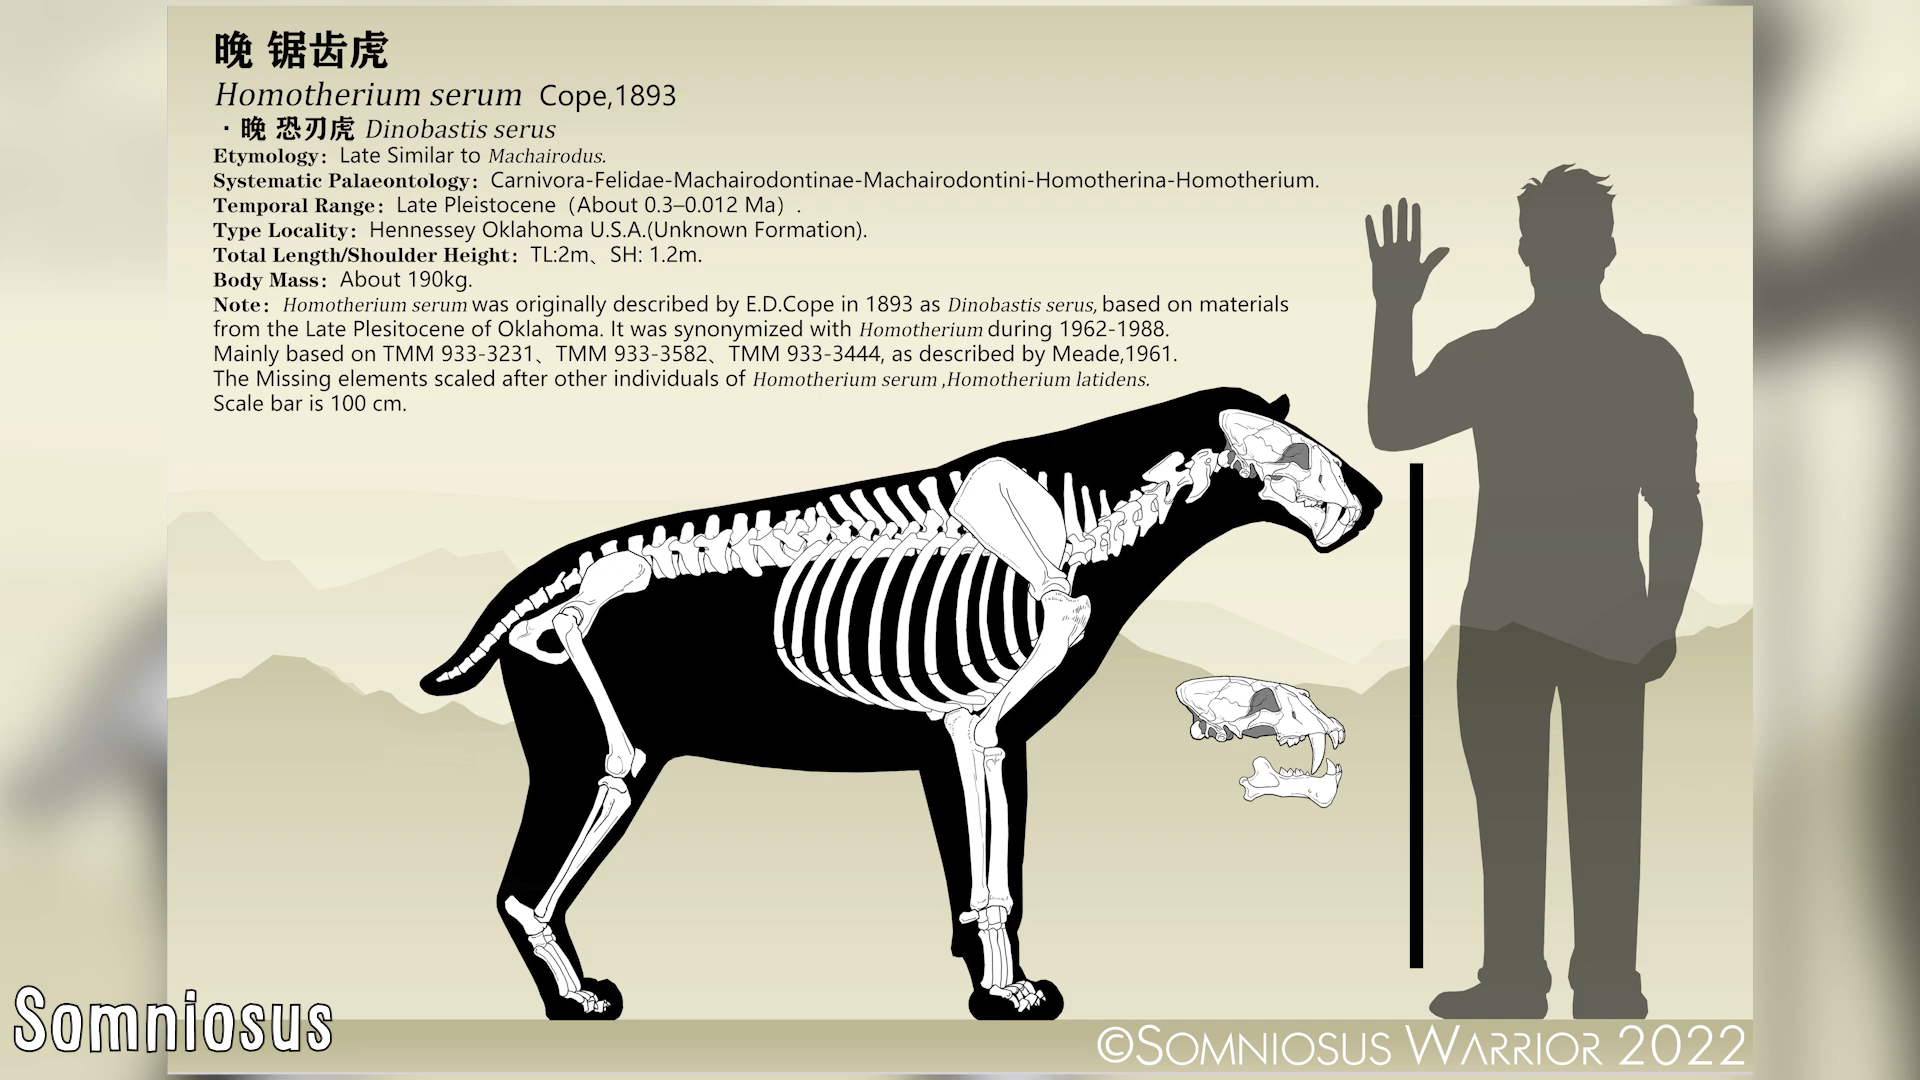 晚 锯齿虎
Homotherium serum Cope,1893
·晚 恐刃虎 Dinobastis serus
Etymology：Late Similar to Machairodus.
Systematic Palaeontology：Carnivora-Felidae-Machairodontinae-Machairodontini-Homotherina-Homotherium.
Temporal Range：Late Pleistocene（About 0.3–0.012 Ma）.
Type Locality：Hennessey Oklahoma U.S.A.(Unknown Formation).
Total Length/Shoulder Height：TL:2m、SH: 1.2m.
Body Mass：About 190kg.
Note：Homotherium serum was originally described by E.D.Cope in 1893 as Dinobastis serus, based on materials
from the Late Plesitocene of Oklahoma. It was synonymized with Homotherium during 1962-1988.
Mainly based on TMM 933-3231、TMM 933-3582、TMM 933-3444, as described by Meade,1961.
The Missing elements scaled after other individuals of Homotherium serum ,Homotherium latidens.
Scale bar is 100 cm.
Somniosus
©SOMNIOSUS WARRIOR 2022